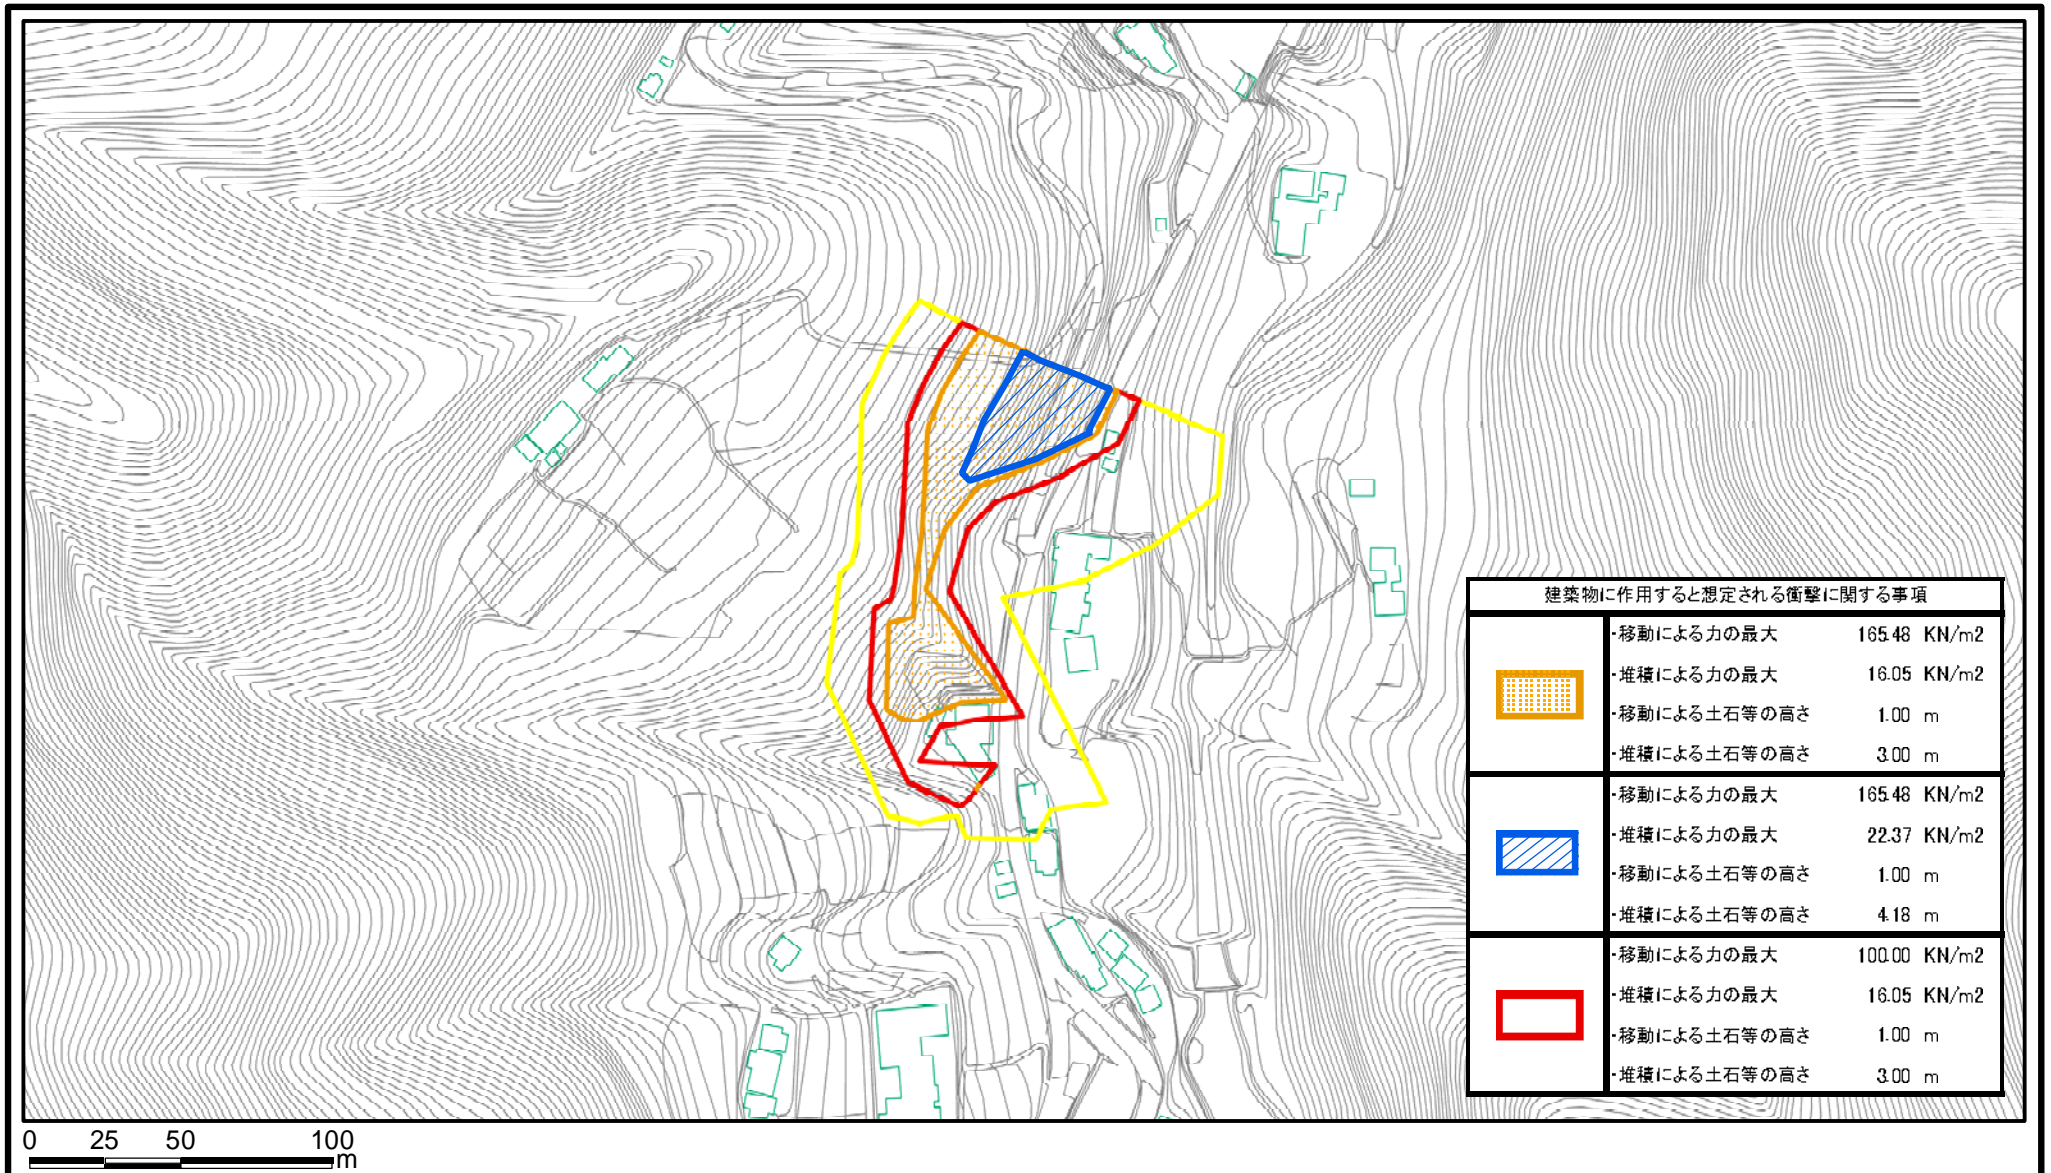 建築物に作用すると想定される衝撃に関する事項
・移動による力の最大 165.48 KN/m2
・堆積による力の最大 16.05 KN/m2
・移動による土石等の高さ 1.00 m
・堆積による土石等の高さ 3.00 m
・移動による力の最大 165.48 KN/m2
・堆積による力の最大 22.37 KN/m2
・移動による土石等の高さ 1.00 m
・堆積による土石等の高さ 4.18 m
・移動による力の最大 100.00 KN/m2
・堆積による力の最大 16.05 KN/m2
・移動による土石等の高さ 1.00 m
・堆積による土石等の高さ 3.00 m
0 25 50 100
m